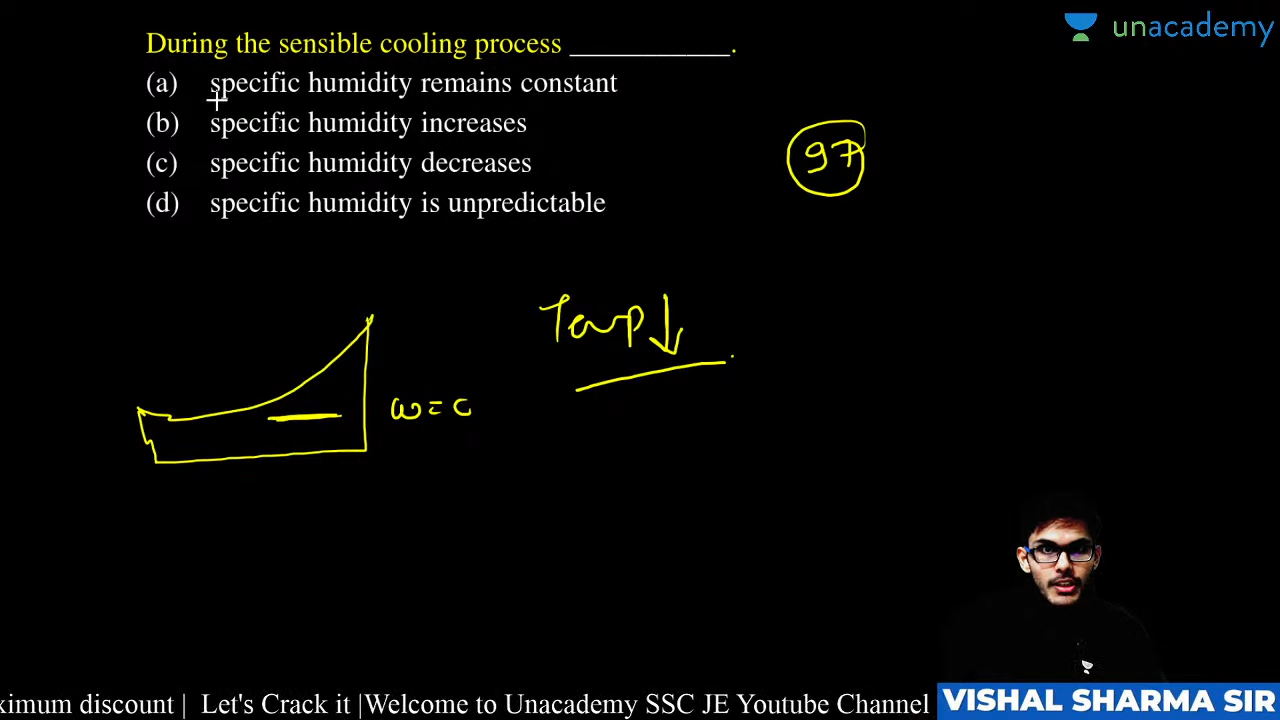 unacademy
During the sensible cooling process ____________.
(a) specific humidity remains constant
(b) specific humidity increases
(c) specific humidity decreases
(d) specific humidity is unpredictable
97
Temp↓
ω=c
ximum discount | Let's Crack it |Welcome to Unacademy SSC JE Youtube Channel
VISHAL SHARMA SIR